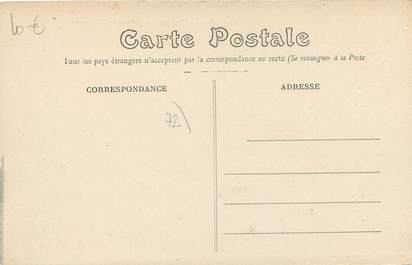 10 €
Carte Postale
Tous les pays étrangers n'acceptent pas la correspondance au recto (Se renseigner à la Poste
CORRESPONDANCE
ADRESSE
72)